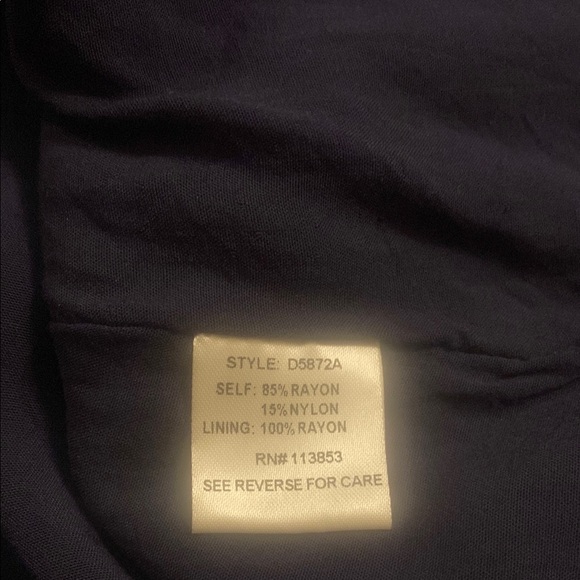 STYLE: D5872A
SELF: 85% RAYON
15% NYLON
LINING: 100% RAYON
RN# 113853
SEE REVERSE FOR CARE